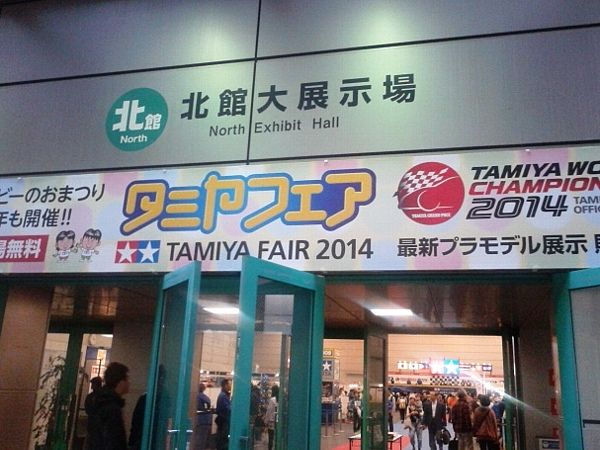 北館
North
北館大展示場
North Exhibit Hall
ビーのおまつり
年も開催!!
場無料
タミヤフェア
TAMIYA FAIR 2014
TAMIYA GRAND PRIX
TAMIYA WO
CHAMPION
2014 TAM
OFFIC
最新プラモデル展示